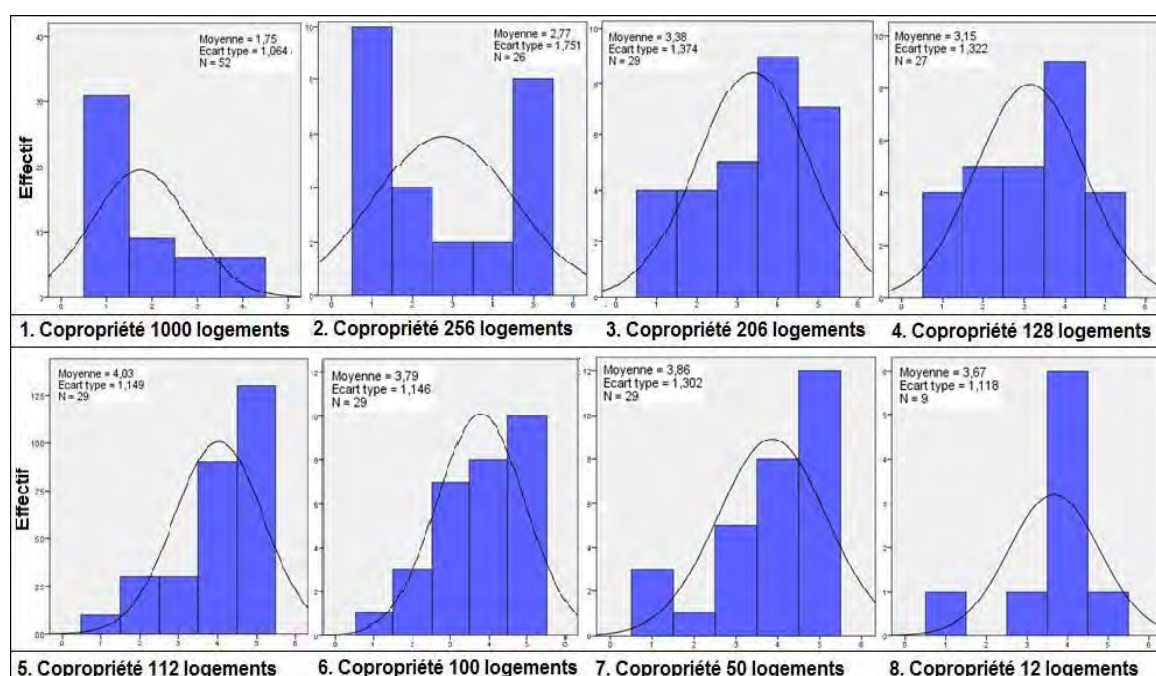 Moyenne = 1,75
Ecart type = 1,064
N = 52
Moyenne = 2,77
Ecart type = 1,751
N = 26
Moyenne = 3,38
Ecart type = 1,374
N = 29
Moyenne = 3,15
Ecart type = 1,322
N = 27
Effectif
1. Copropriété 1000 logements
2. Copropriété 256 logements
3. Copropriété 206 logements
4. Copropriété 128 logements
Moyenne = 4,03
Ecart type = 1,149
N = 29
Moyenne = 3,79
Ecart type = 1,146
N = 29
Moyenne = 3,86
Ecart type = 1,302
N = 29
Moyenne = 3,67
Ecart type = 1,118
N = 9
Effectif
5. Copropriété 112 logements
6. Copropriété 100 logements
7. Copropriété 50 logements
8. Copropriété 12 logements